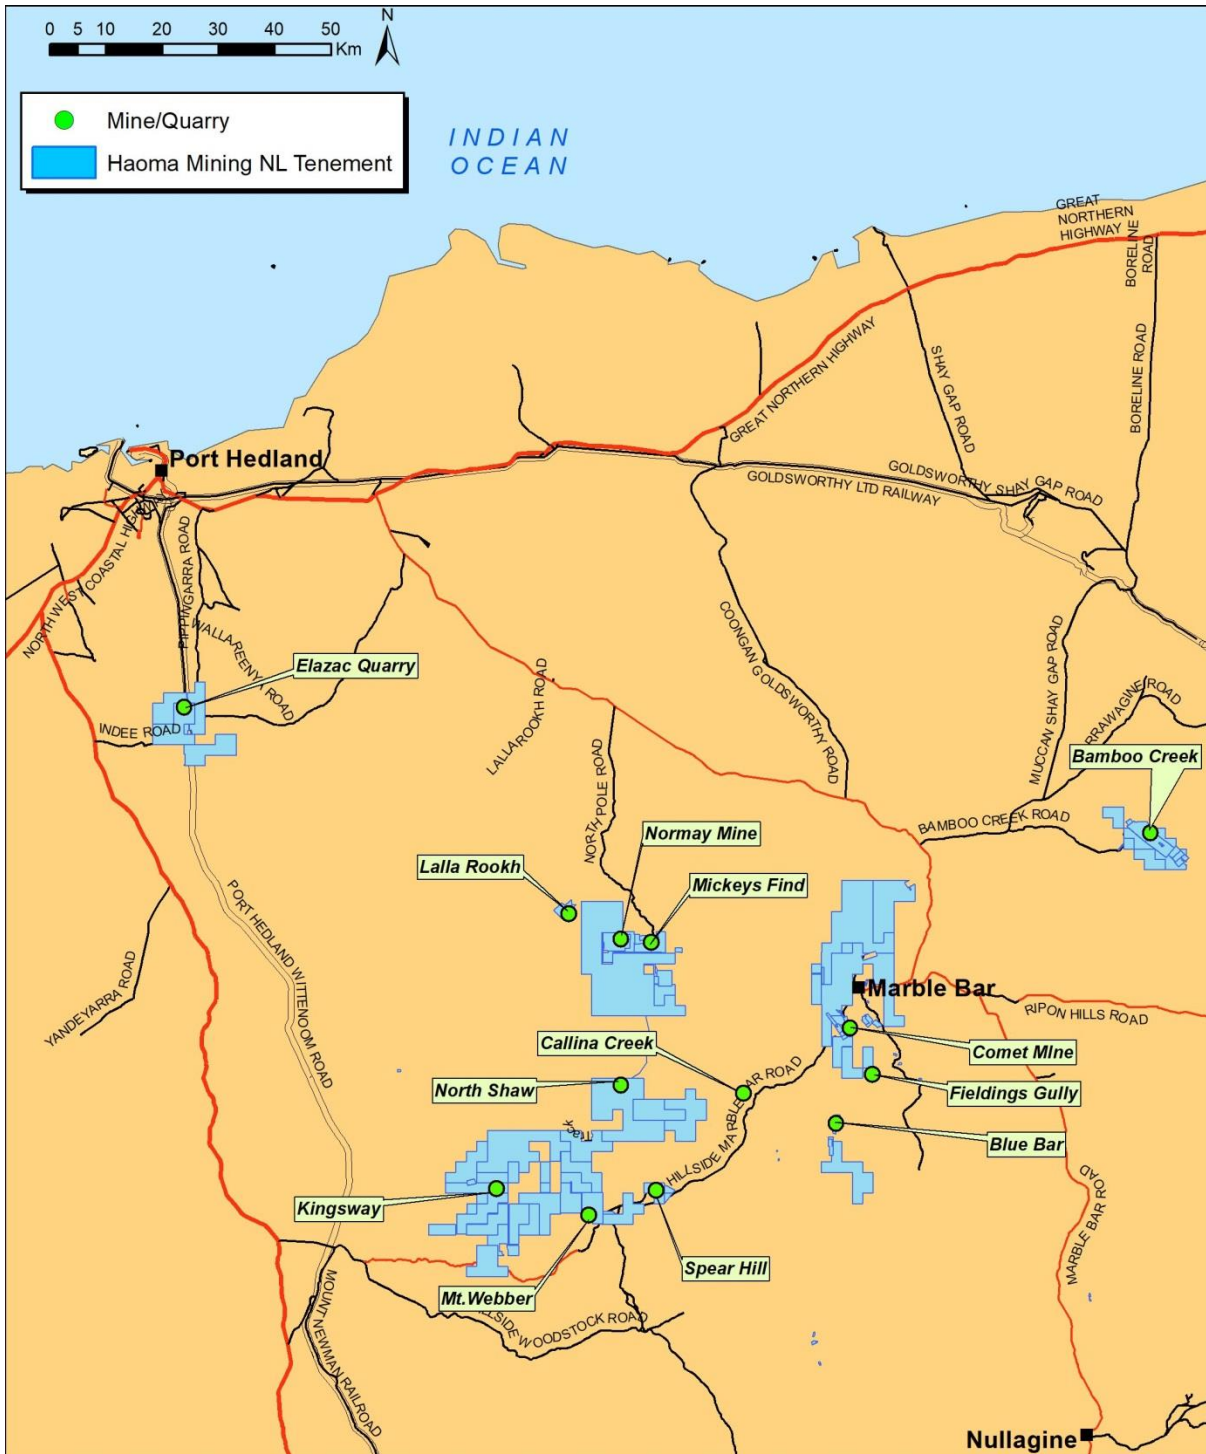 0 5 10 20 30 40 50
Km
N
Mine/Quarry
Haoma Mining NL Tenement
INDIAN
OCEAN
GREAT
NORTHERN
HIGHWAY
BORELINE
ROAD
BORELINE ROAD
SHAY GAP ROAD
GREAT NORTHERN HIGHWAY
Port Hedland
GOLDSWORTHY SHAY GAP ROAD
GOLDSWORTHY LTD RAILWAY
NORTH WEST COASTAL HIGHWAY
PIPPINGARRA ROAD
WALLAREENYA ROAD
Elazac Quarry
INDEE ROAD
LALLA ROOKH ROAD
COONGAN GOLDSWORTHY ROAD
MUCCAN SHAY GAP ROAD
RRAWAGINE ROAD
Bamboo Creek
NORTH POLE ROAD
BAMBOO CREEK ROAD
Normay Mine
Lalla Rookh
Mickeys Find
PORT HEDLAND WITTENOOM ROAD
YANDEYARRA ROAD
Marble Bar
RIPON HILLS ROAD
Callina Creek
Comet MIne
North Shaw
Fieldings Gully
Track
HILLSIDE MARBLE BAR ROAD
Blue Bar
Kingsway
MARBLE BAR ROAD
Spear Hill
Mt.Webber
ILLSIDE WOODSTOCK ROAD
MOUNT NEWMAN RAILROAD
Nullagine